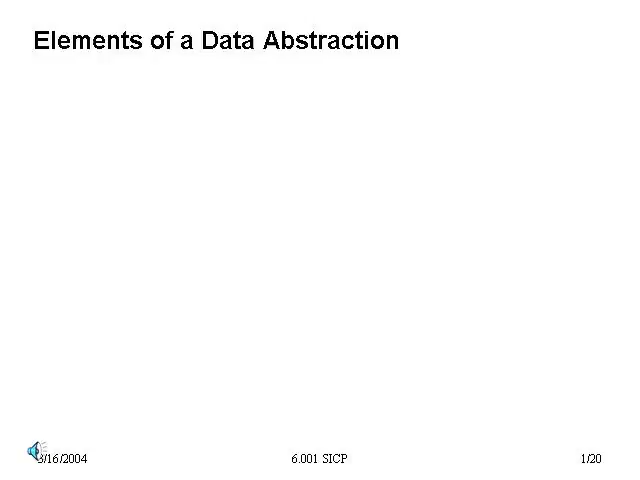 Elements of a Data Abstraction
3/16/2004 6.001 SICP 1/20